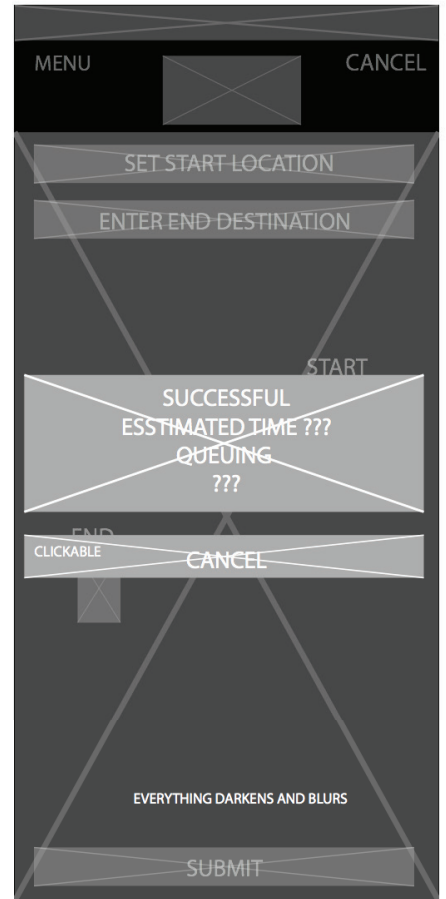 MENU
CANCEL
SET START LOCATION
ENTER END DESTINATION
START
SUCCESSFUL
ESSTIMATED TIME ???
QUEUING
???
END
CLICKABLE
CANCEL
EVERYTHING DARKENS AND BLURS
SUBMIT